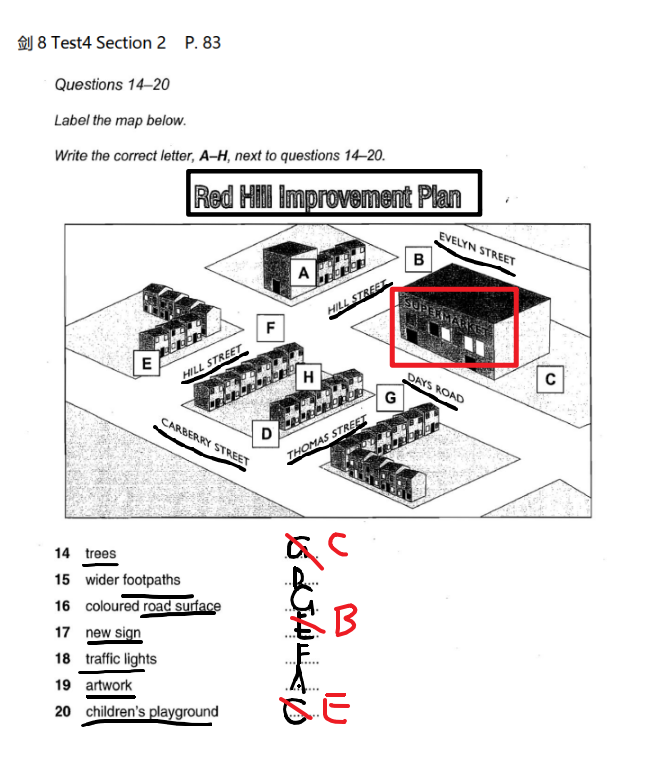 剑 8 Test4 Section 2 P. 83
Questions 14–20
Label the map below.
Write the correct letter, A–H, next to questions 14–20.
Red Hill Improvement Plan
EVELYN STREET
B
A
HILL STREET
SUPERMARKET
F
E
HILL STREET
H
C
DAYS ROAD
G
CARBERRY STREET
D
THOMAS STREET
14 trees G C
15 wider footpaths D
16 coloured road surface G
17 new sign E B
18 traffic lights F
19 artwork A
20 children's playground C E